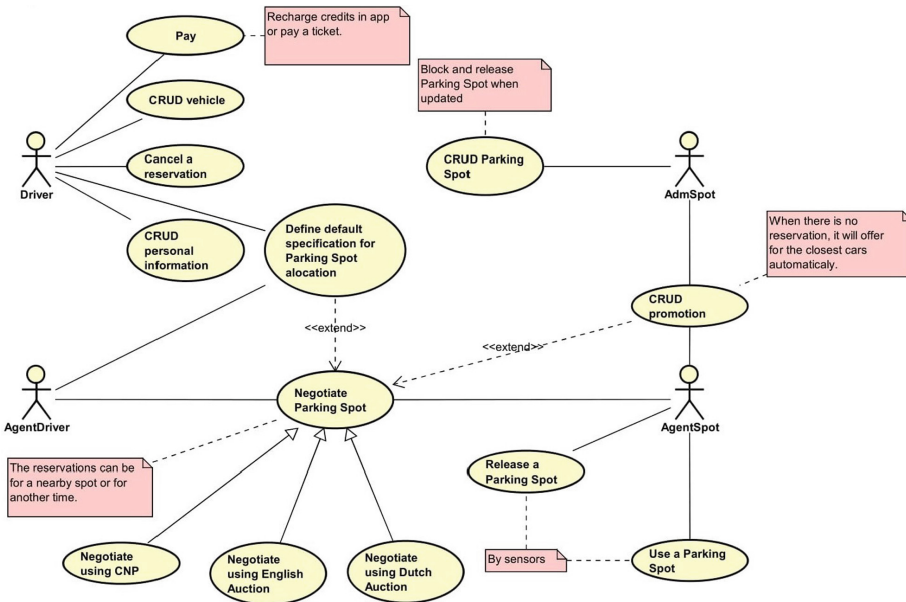 Pay
Recharge credits in app
or pay a ticket.
CRUD vehicle
Cancel a
reservation
CRUD
personal
information
Driver
Define default
specification for
Parking Spot
alocation
Block and release
Parking Spot when
updated
CRUD Parking
Spot
AdmSpot
When there is no
reservation, it will offer
for the closest cars
automaticaly.
CRUD
promotion
<<extend>>
<<extend>>
AgentDriver
Negotiate
Parking Spot
AgentSpot
The reservations can be
for a nearby spot or for
another time.
Release a
Parking Spot
Negotiate
using CNP
Negotiate
using English
Auction
Negotiate
using Dutch
Auction
By sensors
Use a Parking
Spot